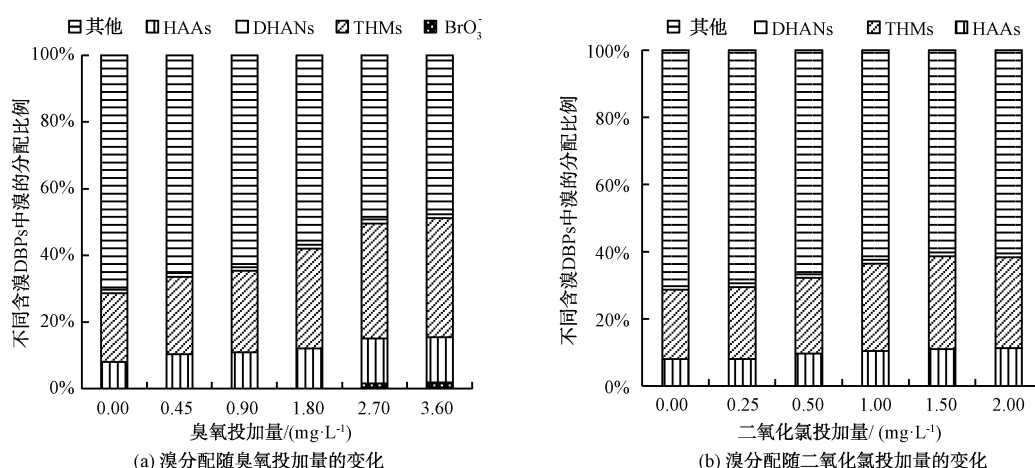 其他 HAAs DHANs THMs BrO₃⁻
不同含溴DBPs中溴的分配比例
100%
80%
60%
40%
20%
0%
0.00 0.45 0.90 1.80 2.70 3.60
臭氧投加量/(mg·L⁻¹)
(a) 溴分配随臭氧投加量的变化
其他 DHANs THMs HAAs
不同含溴DBPs中溴的分配比例
100%
80%
60%
40%
20%
0%
0.00 0.25 0.50 1.00 1.50 2.00
二氧化氯投加量/ (mg·L⁻¹)
(b) 溴分配随二氧化氯投加量的变化